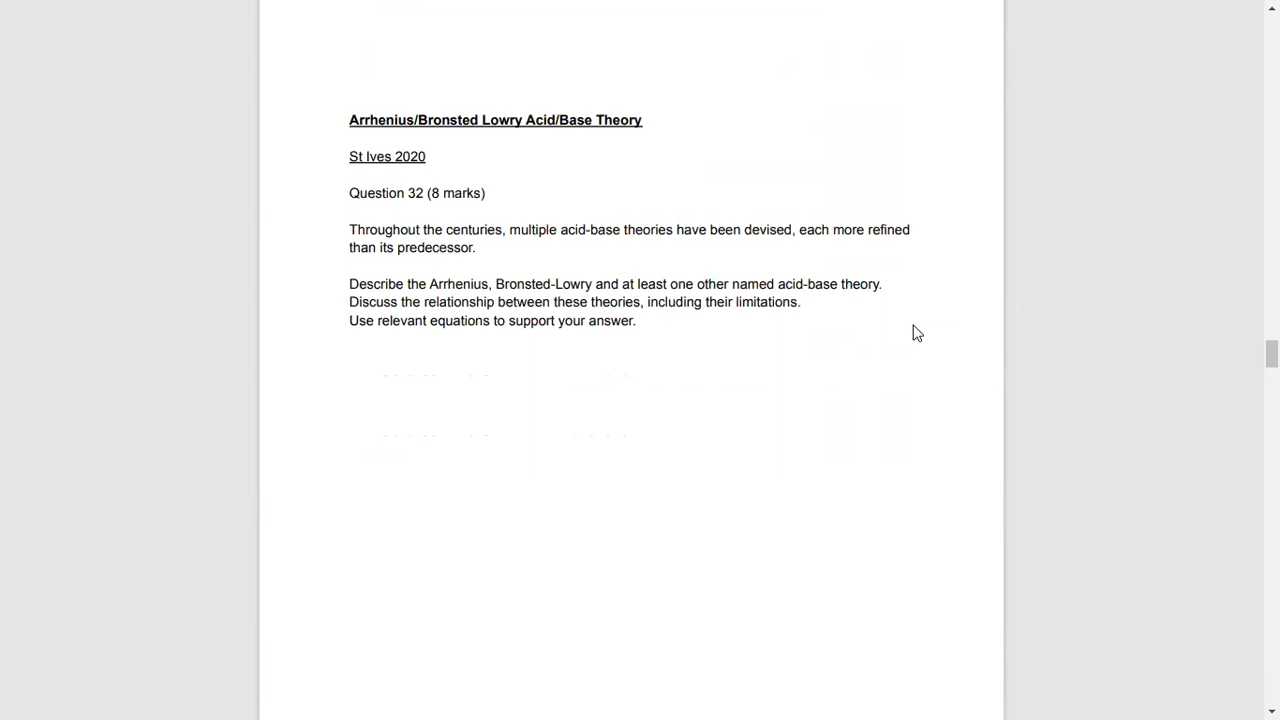 Arrhenius/Bronsted Lowry Acid/Base Theory
St Ives 2020
Question 32 (8 marks)
Throughout the centuries, multiple acid-base theories have been devised, each more refined
than its predecessor.
Describe the Arrhenius, Bronsted-Lowry and at least one other named acid-base theory.
Discuss the relationship between these theories, including their limitations.
Use relevant equations to support your answer.